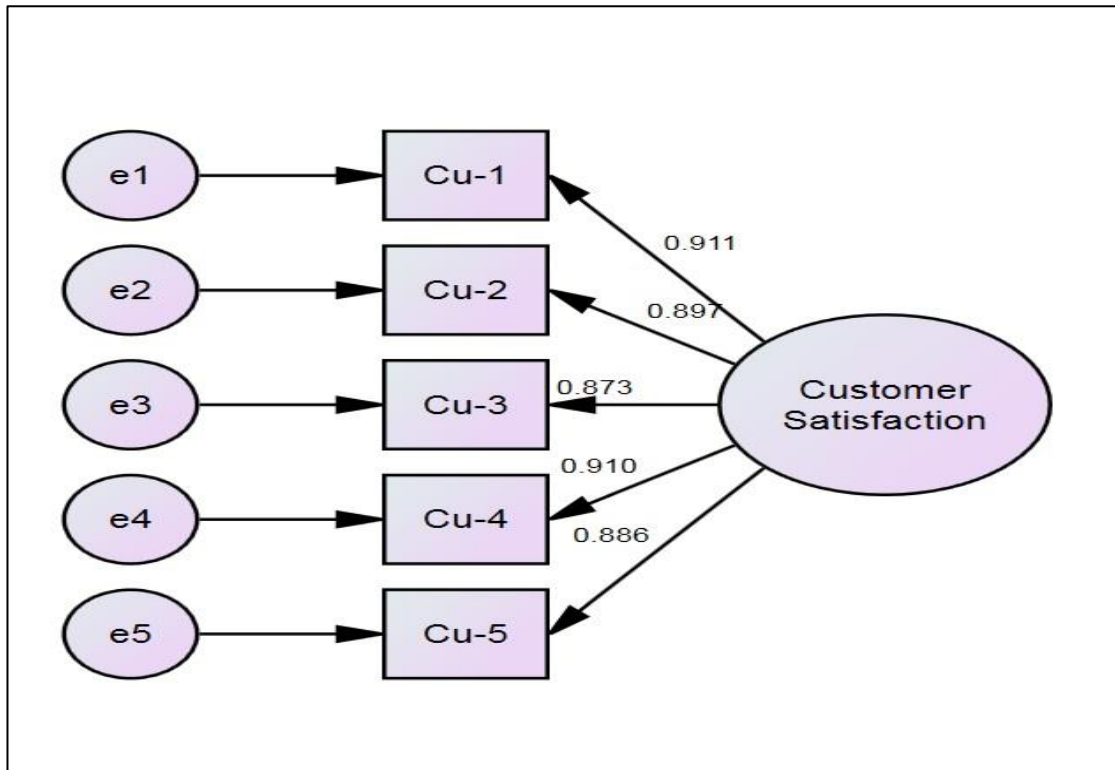 e1
Cu-1
0.911
e2
Cu-2
0.897
e3
Cu-3
0.873
Customer
Satisfaction
e4
Cu-4
0.910
e5
Cu-5
0.886